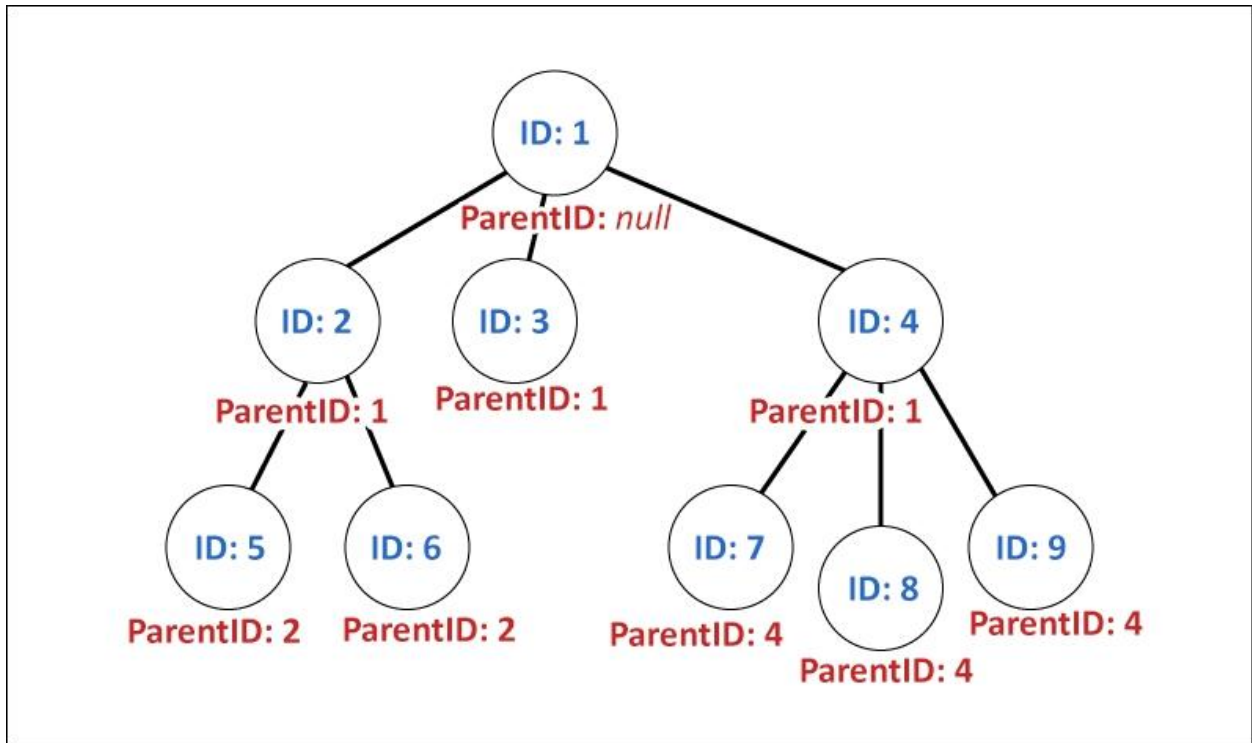 ID: 1
ParentID: null
ID: 2
ID: 3
ID: 4
ParentID: 1
ParentID: 1
ParentID: 1
ID: 5
ID: 6
ID: 7
ID: 8
ID: 9
ParentID: 2
ParentID: 2
ParentID: 4
ParentID: 4
ParentID: 4